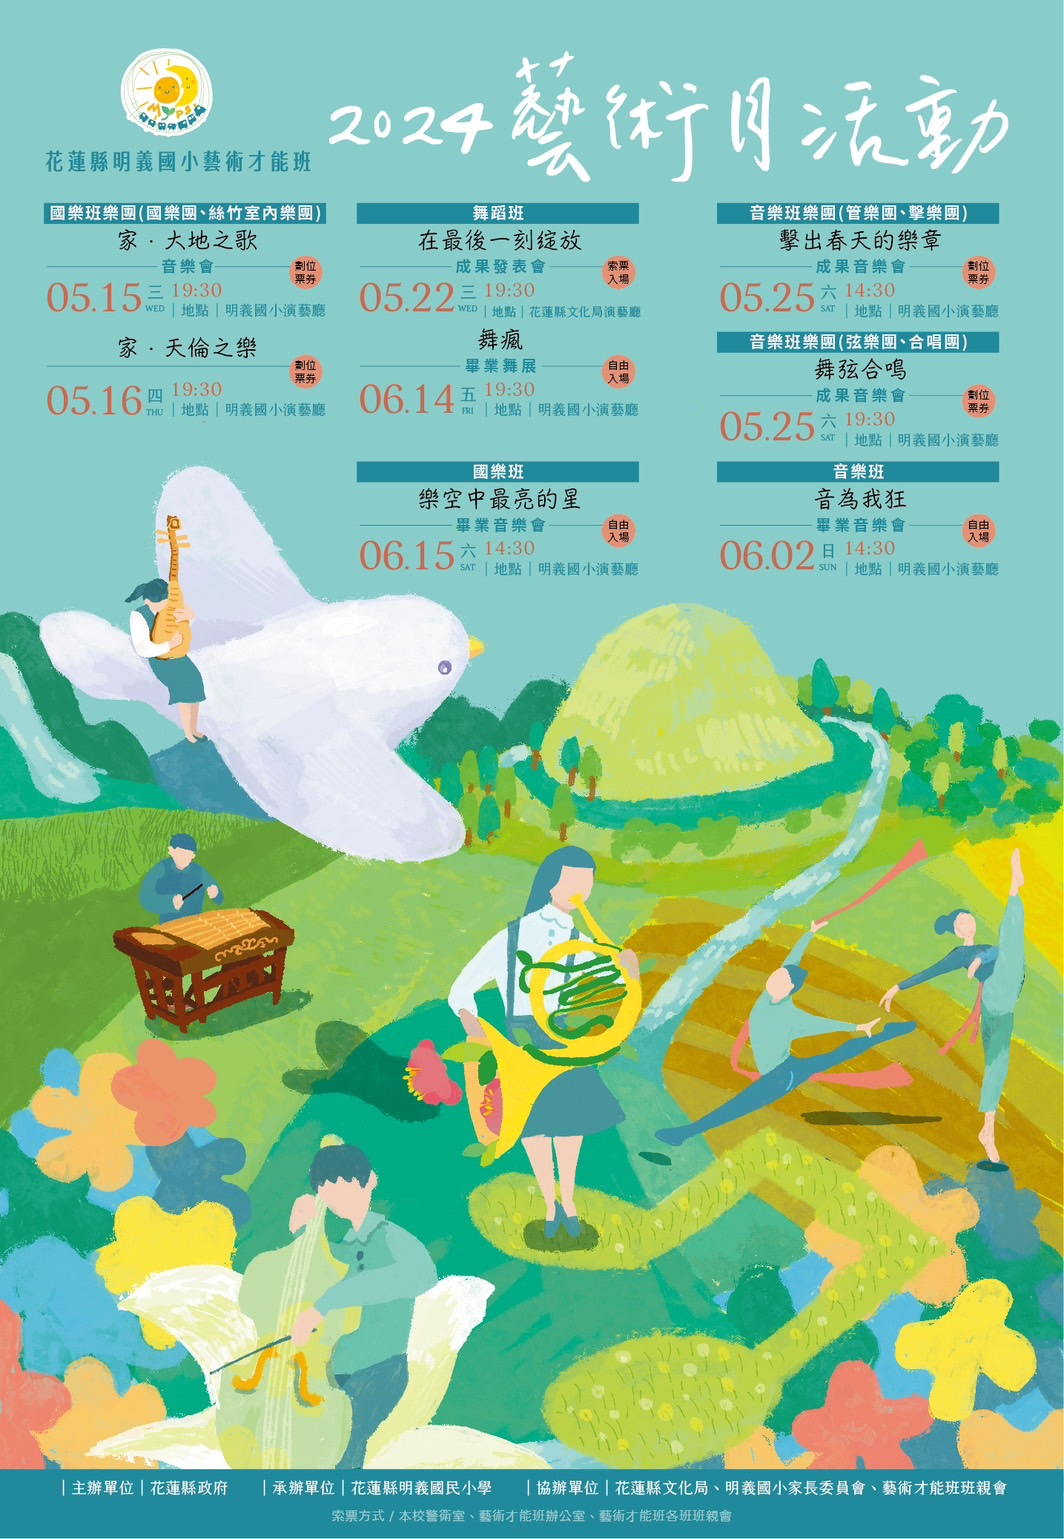 MYPS
花蓮縣明義國小藝術才能班
2024藝術月活動
國樂班樂團(國樂團、絲竹室內樂團)
家．大地之歌
音樂會
劃位
票券
05.15 三 WED 19:30
｜地點｜明義國小演藝廳
家．天倫之樂
劃位
票券
05.16 四 THU 19:30
｜地點｜明義國小演藝廳
舞蹈班
在最後一刻綻放
成果發表會
索票
入場
05.22 三 WED 19:30
｜地點｜花蓮縣文化局演藝廳
舞瘋
畢業舞展
自由
入場
06.14 五 FRI 19:30
｜地點｜明義國小演藝廳
國樂班
樂空中最亮的星
畢業音樂會
自由
入場
06.15 六 SAT 14:30
｜地點｜明義國小演藝廳
音樂班樂團(管樂團、擊樂團)
擊出春天的樂章
成果音樂會
劃位
票券
05.25 六 SAT 14:30
｜地點｜明義國小演藝廳
音樂班樂團(弦樂團、合唱團)
舞弦合鳴
成果音樂會
劃位
票券
05.25 六 SAT 19:30
｜地點｜明義國小演藝廳
音樂班
音為我狂
畢業音樂會
自由
入場
06.02 日 SUN 14:30
｜地點｜明義國小演藝廳
｜主辦單位｜花蓮縣政府 ｜承辦單位｜花蓮縣明義國民小學 ｜協辦單位｜花蓮縣文化局、明義國小家長委員會、藝術才能班班親會
索票方式 / 本校警衛室、藝術才能班辦公室、藝術才能班各班班親會